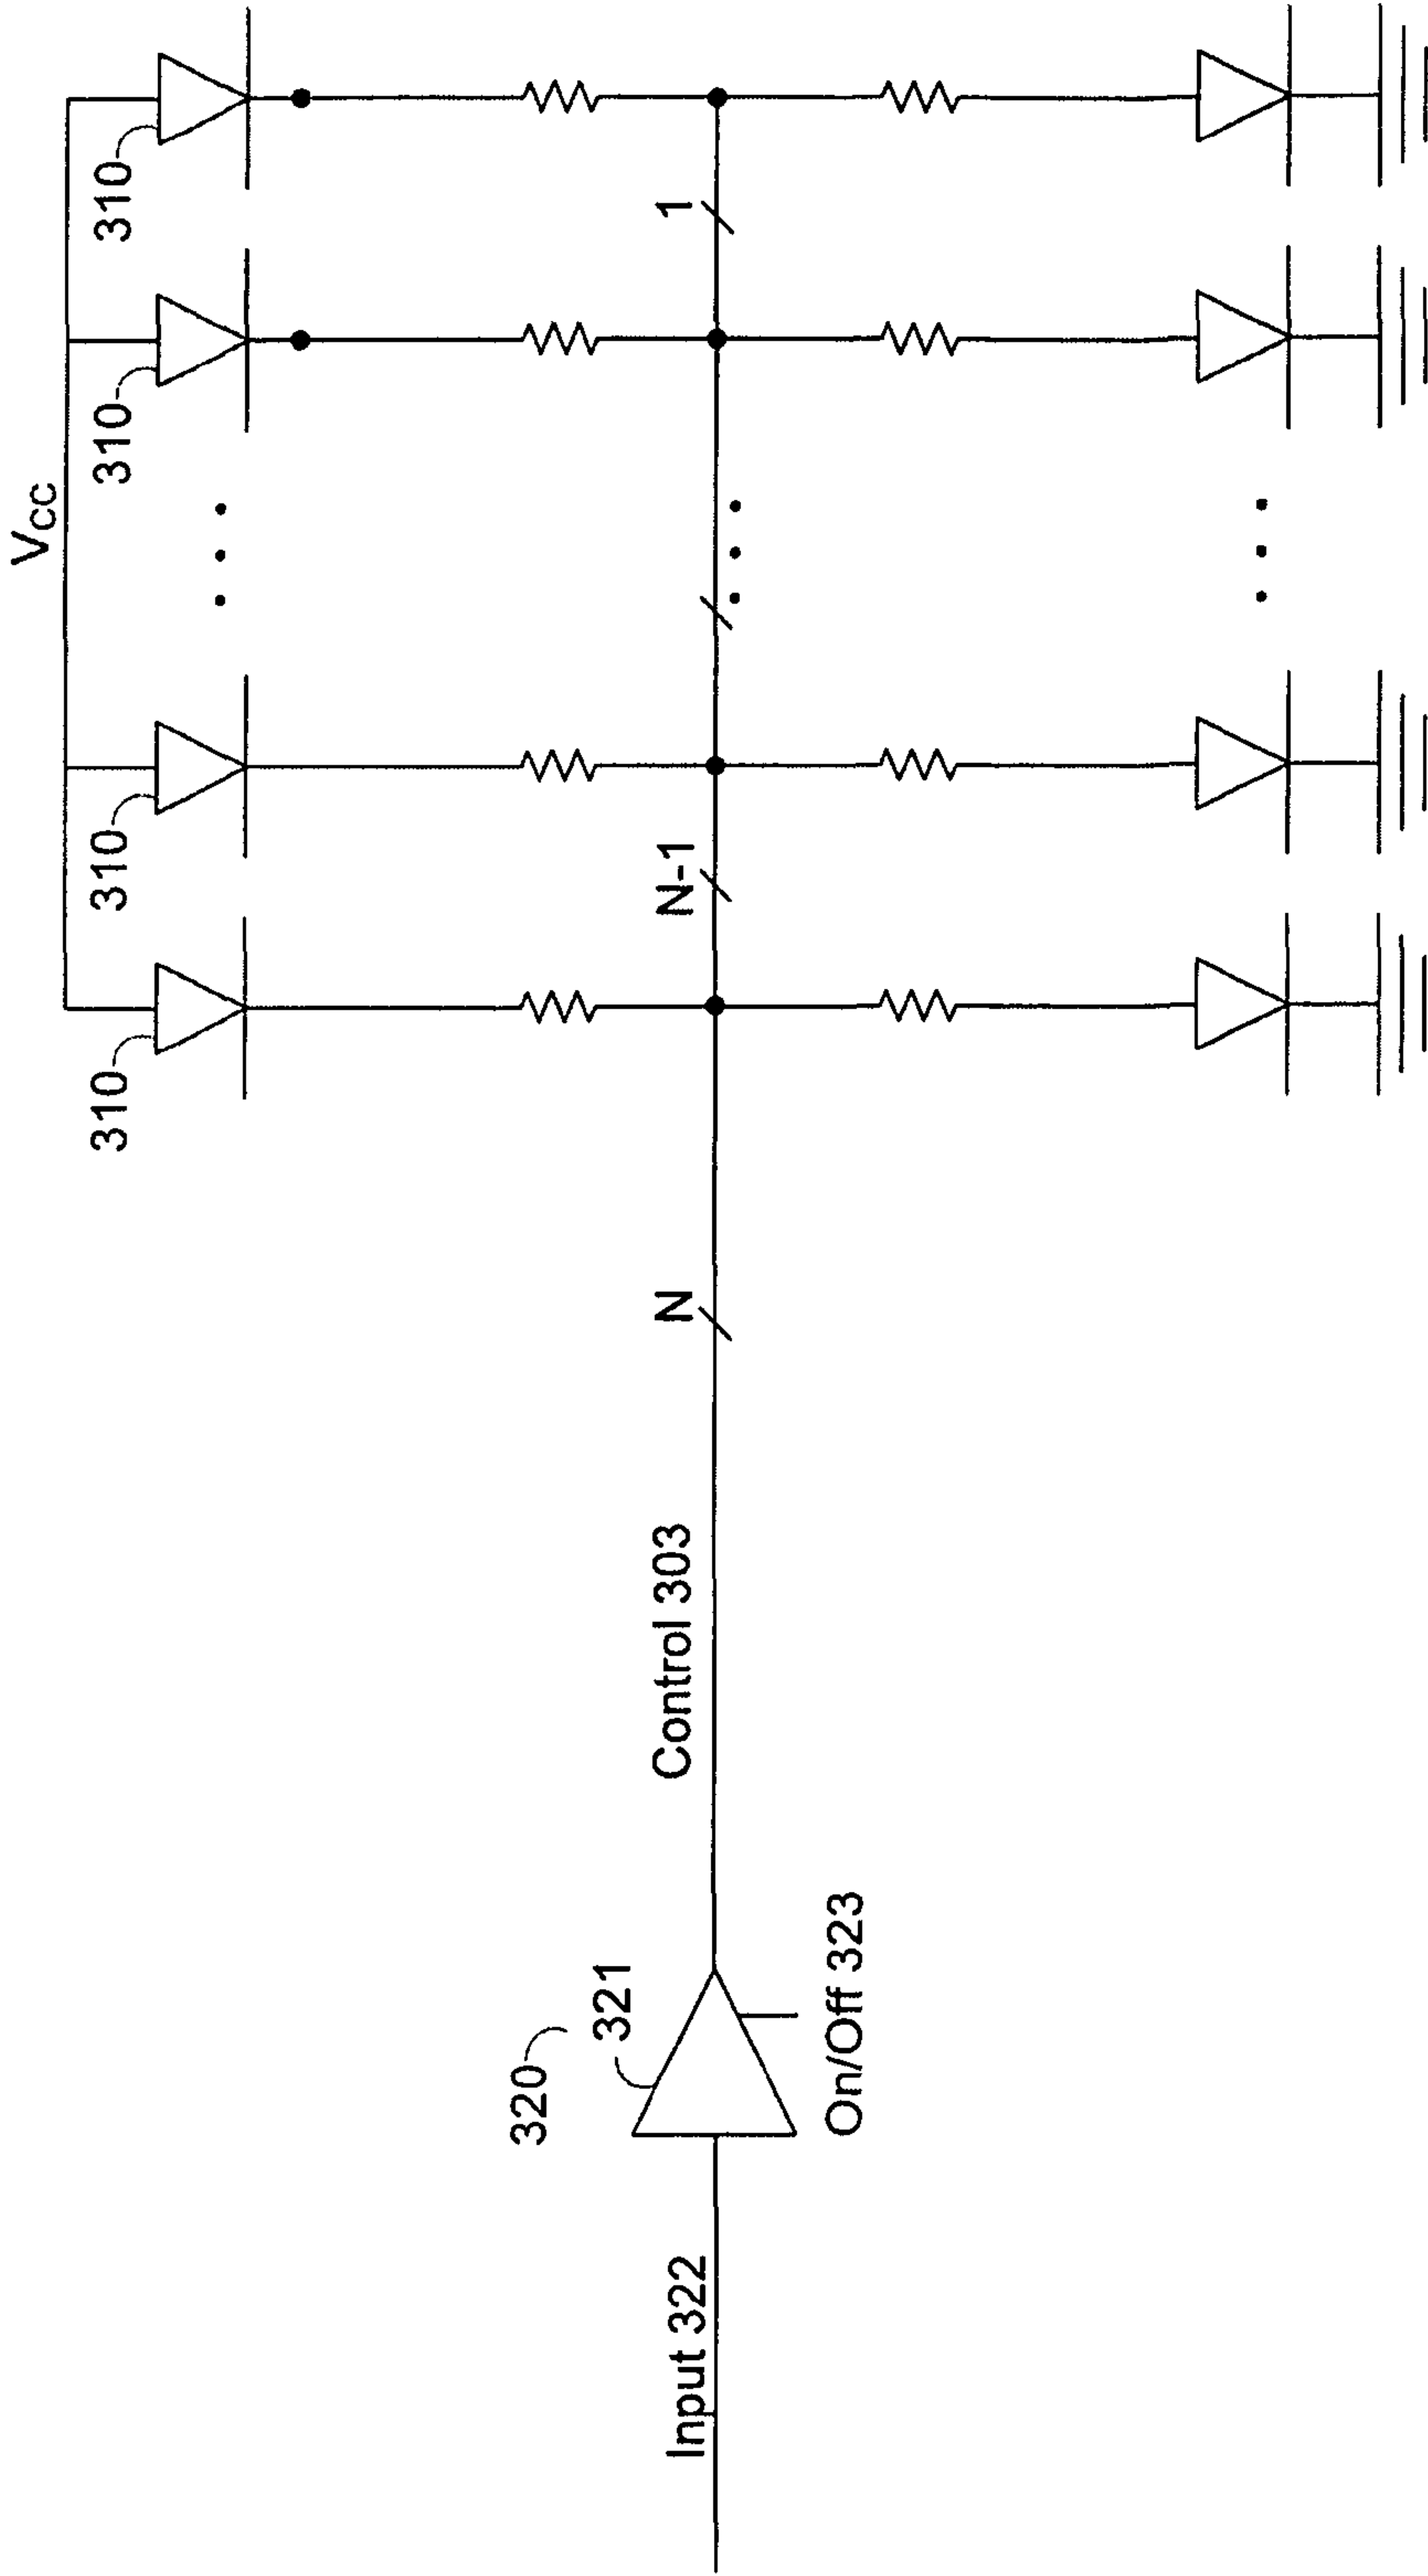 Input 322
320
321
On/Off 323
Control 303
N
N-1
1
310
310
310
310
VCC